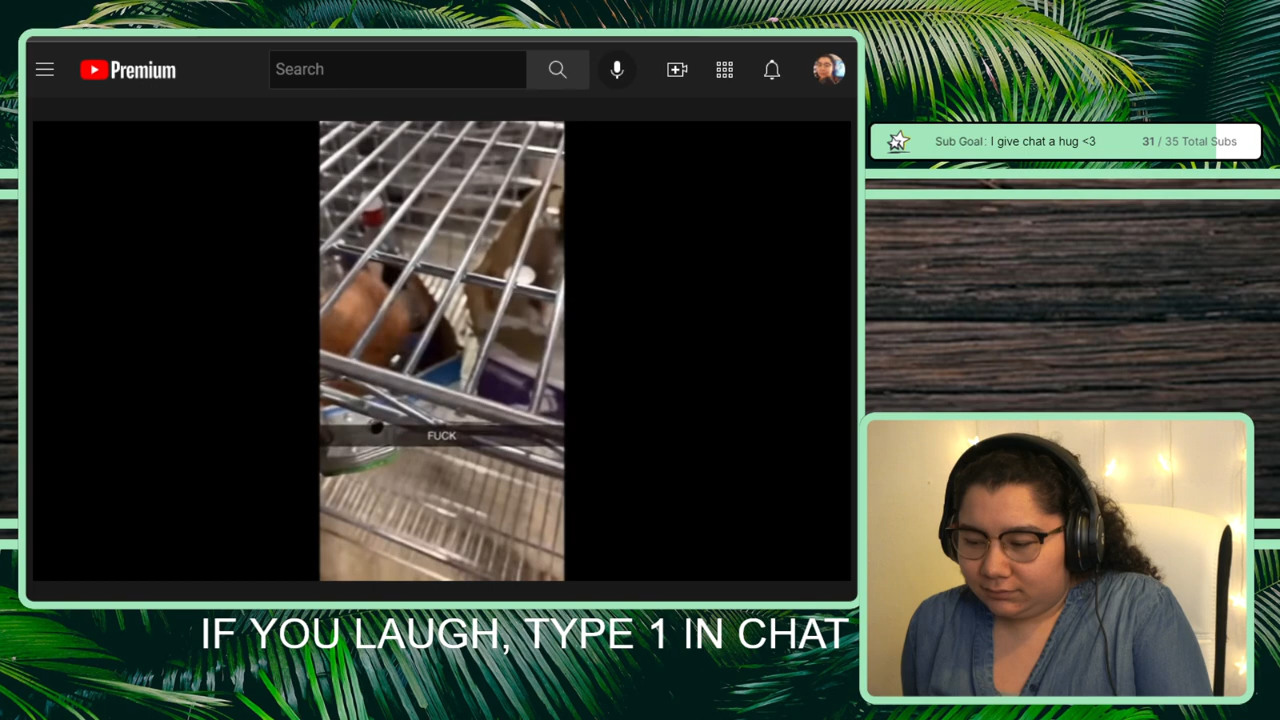 Premium
Search
Sub Goal: I give chat a hug <3 31 / 35 Total Subs
FUCK
IF YOU LAUGH, TYPE 1 IN CHAT